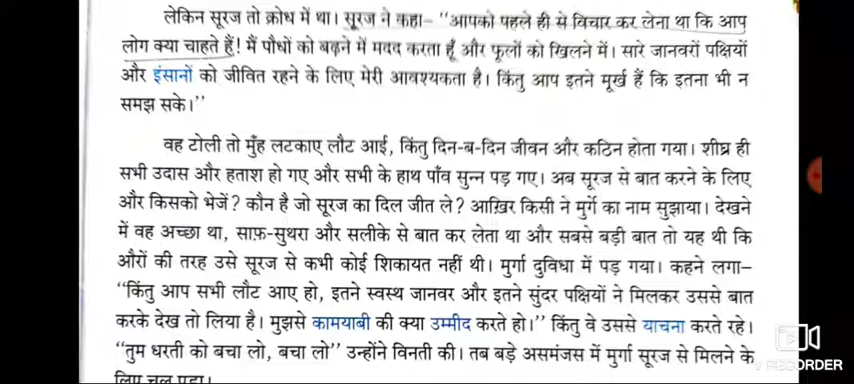 लेकिन सूरज तो क्रोध में था। सूरज ने कहा– "आपको पहले ही से विचार कर लेना था कि आप
लोग क्या चाहते हैं! मैं पौधों को बढ़ने में मदद करता हूँ और फूलों को खिलने में। सारे जानवरों पक्षियों
और इंसानों को जीवित रहने के लिए मेरी आवश्यकता है। किंतु आप इतने मूर्ख हैं कि इतना भी न
समझ सके।"
वह टोली तो मुँह लटकाए लौट आई, किंतु दिन-ब-दिन जीवन और कठिन होता गया। शीघ्र ही
सभी उदास और हताश हो गए और सभी के हाथ पाँव सुन्न पड़ गए। अब सूरज से बात करने के लिए
और किसको भेजें? कौन है जो सूरज का दिल जीत ले? आख़िर किसी ने मुर्गे का नाम सुझाया। देखने
में वह अच्छा था, साफ़-सुथरा और सलीके से बात कर लेता था और सबसे बड़ी बात तो यह थी कि
औरों की तरह उसे सूरज से कभी कोई शिकायत नहीं थी। मुर्गा दुविधा में पड़ गया। कहने लगा–
"किंतु आप सभी लौट आए हो, इतने स्वस्थ जानवर और इतने सुंदर पक्षियों ने मिलकर उससे बात
करके देख तो लिया है। मुझसे कामयाबी की क्या उम्मीद करते हो।" किंतु वे उससे याचना करते रहे।
"तुम धरती को बचा लो, बचा लो" उन्होंने विनती की। तब बड़े असमंजस में मुर्गा सूरज से मिलने के
लिए चल पड़ा।
V RECORDER